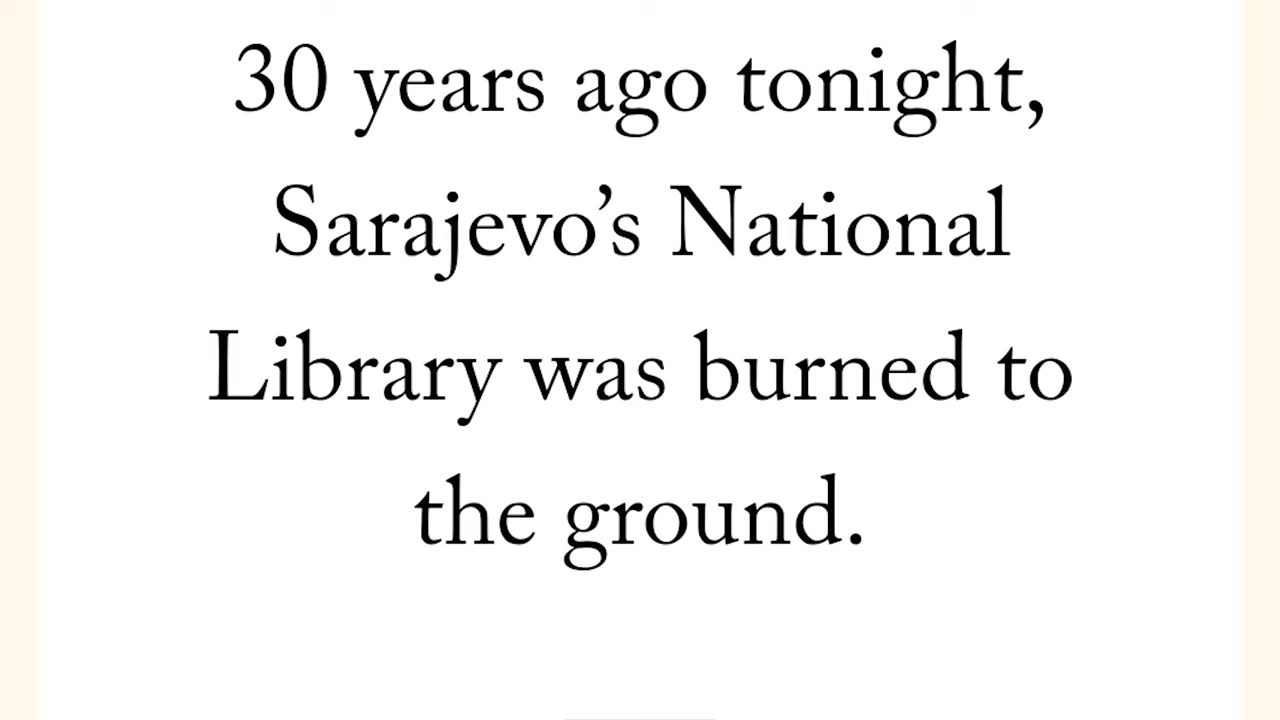 30 years ago tonight,
Sarajevo’s National
Library was burned to
the ground.